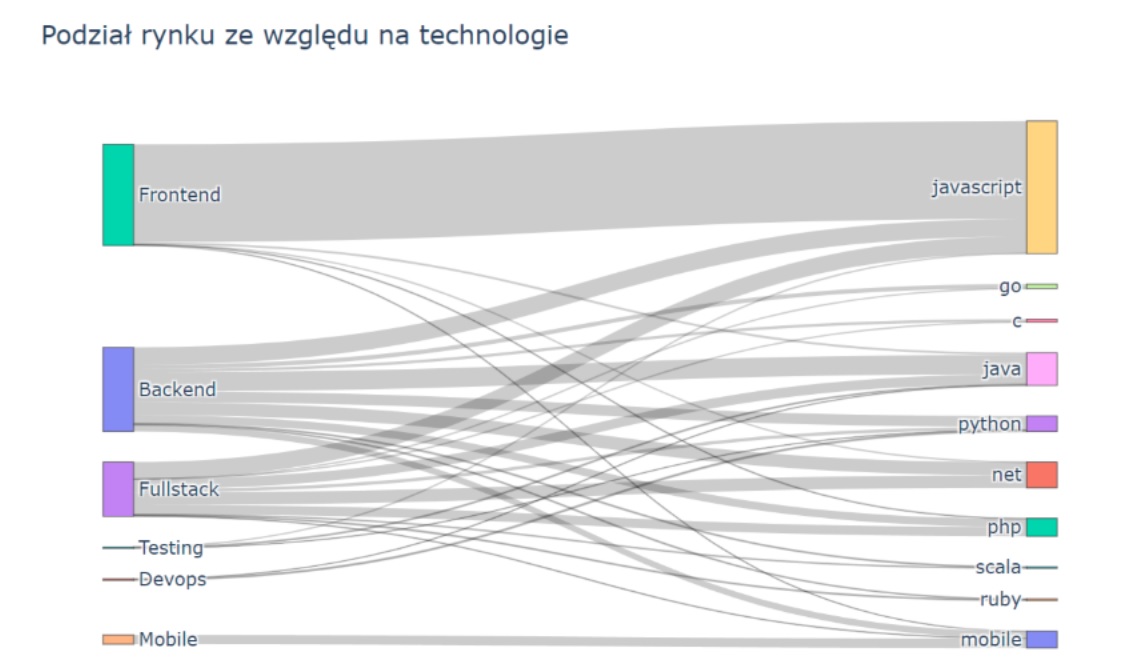 Podział rynku ze względu na technologie
Frontend
Backend
Fullstack
Testing
Devops
Mobile
javascript
go
c
java
python
net
php
scala
ruby
mobile